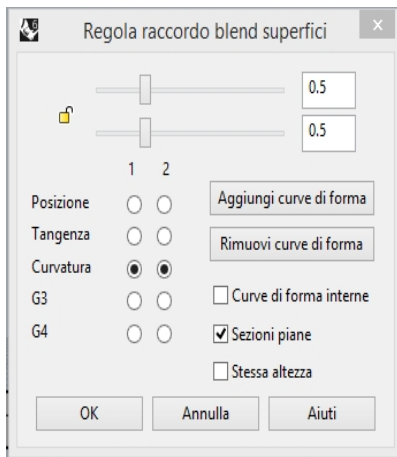 Regola raccordo blend superfici
x
0.5
0.5
1 2
Posizione
Tangenza
Curvatura
G3
G4
Aggiungi curve di forma
Rimuovi curve di forma
Curve di forma interne
Sezioni piane
Stessa altezza
OK Annulla Aiuti